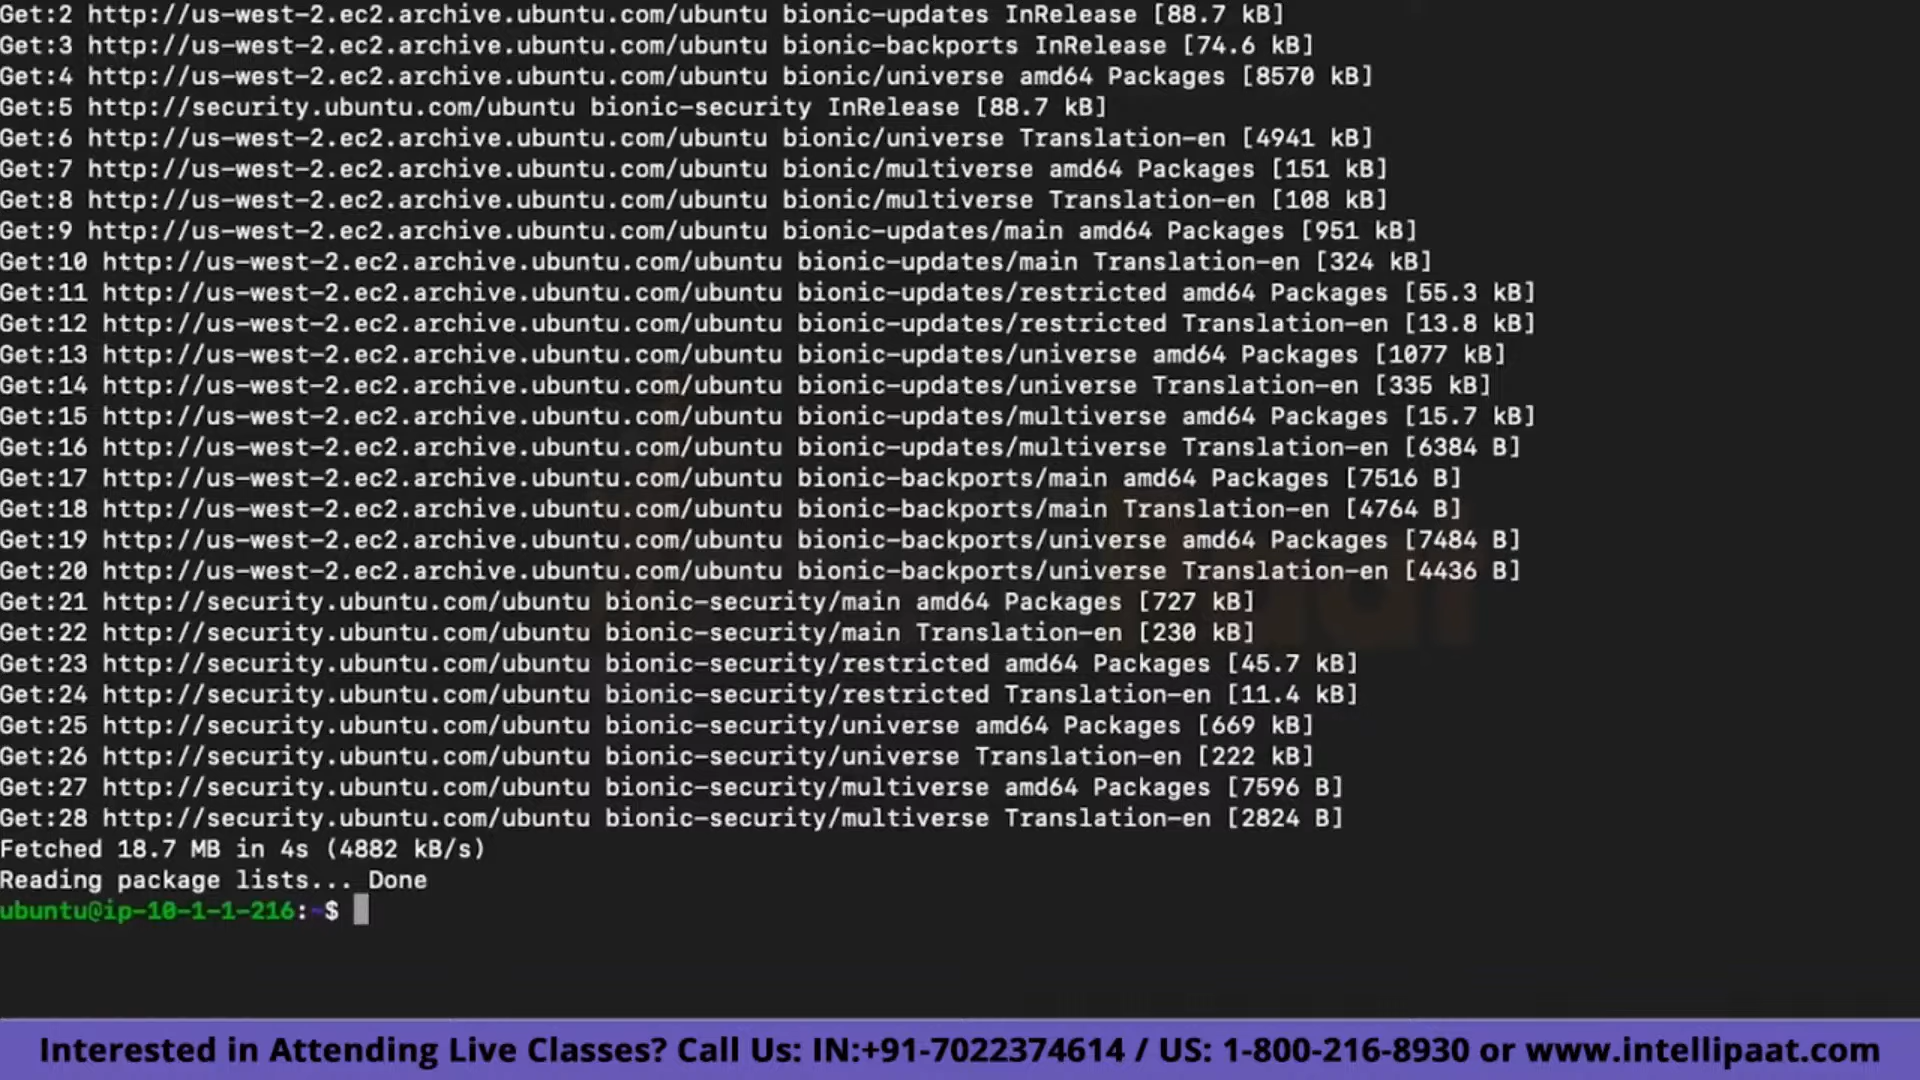 Get:2 http://us-west-2.ec2.archive.ubuntu.com/ubuntu bionic-updates InRelease [88.7 kB]
Get:3 http://us-west-2.ec2.archive.ubuntu.com/ubuntu bionic-backports InRelease [74.6 kB]
Get:4 http://us-west-2.ec2.archive.ubuntu.com/ubuntu bionic/universe amd64 Packages [8570 kB]
Get:5 http://security.ubuntu.com/ubuntu bionic-security InRelease [88.7 kB]
Get:6 http://us-west-2.ec2.archive.ubuntu.com/ubuntu bionic/universe Translation-en [4941 kB]
Get:7 http://us-west-2.ec2.archive.ubuntu.com/ubuntu bionic/multiverse amd64 Packages [151 kB]
Get:8 http://us-west-2.ec2.archive.ubuntu.com/ubuntu bionic/multiverse Translation-en [108 kB]
Get:9 http://us-west-2.ec2.archive.ubuntu.com/ubuntu bionic-updates/main amd64 Packages [951 kB]
Get:10 http://us-west-2.ec2.archive.ubuntu.com/ubuntu bionic-updates/main Translation-en [324 kB]
Get:11 http://us-west-2.ec2.archive.ubuntu.com/ubuntu bionic-updates/restricted amd64 Packages [55.3 kB]
Get:12 http://us-west-2.ec2.archive.ubuntu.com/ubuntu bionic-updates/restricted Translation-en [13.8 kB]
Get:13 http://us-west-2.ec2.archive.ubuntu.com/ubuntu bionic-updates/universe amd64 Packages [1077 kB]
Get:14 http://us-west-2.ec2.archive.ubuntu.com/ubuntu bionic-updates/universe Translation-en [335 kB]
Get:15 http://us-west-2.ec2.archive.ubuntu.com/ubuntu bionic-updates/multiverse amd64 Packages [15.7 kB]
Get:16 http://us-west-2.ec2.archive.ubuntu.com/ubuntu bionic-updates/multiverse Translation-en [6384 B]
Get:17 http://us-west-2.ec2.archive.ubuntu.com/ubuntu bionic-backports/main amd64 Packages [7516 B]
Get:18 http://us-west-2.ec2.archive.ubuntu.com/ubuntu bionic-backports/main Translation-en [4764 B]
Get:19 http://us-west-2.ec2.archive.ubuntu.com/ubuntu bionic-backports/universe amd64 Packages [7484 B]
Get:20 http://us-west-2.ec2.archive.ubuntu.com/ubuntu bionic-backports/universe Translation-en [4436 B]
Get:21 http://security.ubuntu.com/ubuntu bionic-security/main amd64 Packages [727 kB]
Get:22 http://security.ubuntu.com/ubuntu bionic-security/main Translation-en [230 kB]
Get:23 http://security.ubuntu.com/ubuntu bionic-security/restricted amd64 Packages [45.7 kB]
Get:24 http://security.ubuntu.com/ubuntu bionic-security/restricted Translation-en [11.4 kB]
Get:25 http://security.ubuntu.com/ubuntu bionic-security/universe amd64 Packages [669 kB]
Get:26 http://security.ubuntu.com/ubuntu bionic-security/universe Translation-en [222 kB]
Get:27 http://security.ubuntu.com/ubuntu bionic-security/multiverse amd64 Packages [7596 B]
Get:28 http://security.ubuntu.com/ubuntu bionic-security/multiverse Translation-en [2824 B]
Fetched 18.7 MB in 4s (4882 kB/s)
Reading package lists... Done
ubuntu@ip-10-1-1-216:~$
Interested in Attending Live Classes? Call Us: IN:+91-7022374614 / US: 1-800-216-8930 or www.intellipaat.com